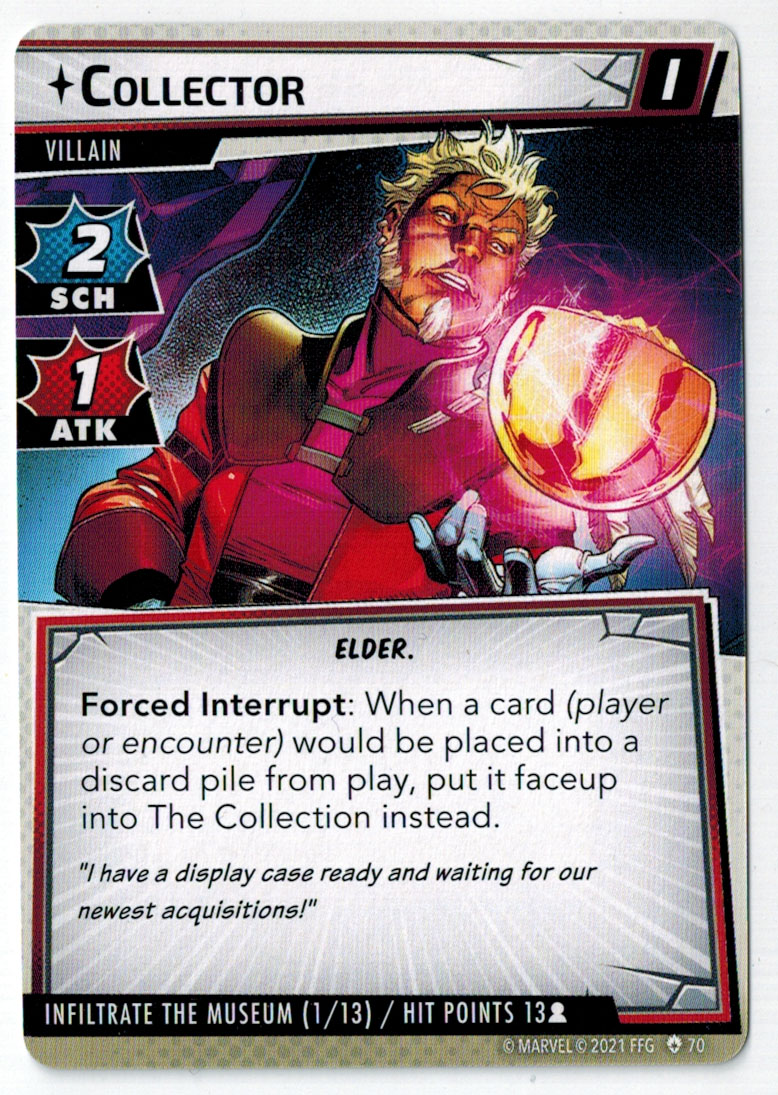 COLLECTOR
I
VILLAIN
2
SCH
1
ATK
ELDER.
Forced Interrupt: When a card (player
or encounter) would be placed into a
discard pile from play, put it faceup
into The Collection instead.
"I have a display case ready and waiting for our
newest acquisitions!"
INFILTRATE THE MUSEUM (1/13) / HIT POINTS 13
© MARVEL © 2021 FFG 70